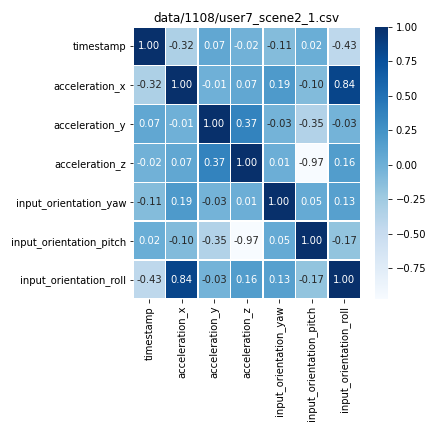 data/1108/user7_scene2_1.csv
timestamp 1.00 -0.32 0.07 -0.02 -0.11 0.02 -0.43
acceleration_x -0.32 1.00 -0.01 0.07 0.19 -0.10 0.84
acceleration_y 0.07 -0.01 1.00 0.37 -0.03 -0.35 -0.03
acceleration_z -0.02 0.07 0.37 1.00 0.01 -0.97 0.16
input_orientation_yaw -0.11 0.19 -0.03 0.01 1.00 0.05 0.13
input_orientation_pitch 0.02 -0.10 -0.35 -0.97 0.05 1.00 -0.17
input_orientation_roll -0.43 0.84 -0.03 0.16 0.13 -0.17 1.00
timestamp
acceleration_x
acceleration_y
acceleration_z
input_orientation_yaw
input_orientation_pitch
input_orientation_roll
1.00
0.75
0.50
0.25
0.00
−0.25
−0.50
−0.75